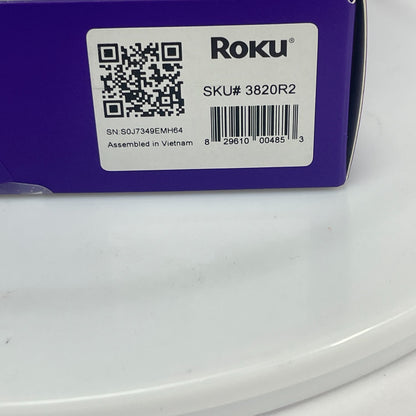 Roku®
SKU# 3820R2
SN:S0J7349EMH64
Assembled in Vietnam
8 29610 00485 3